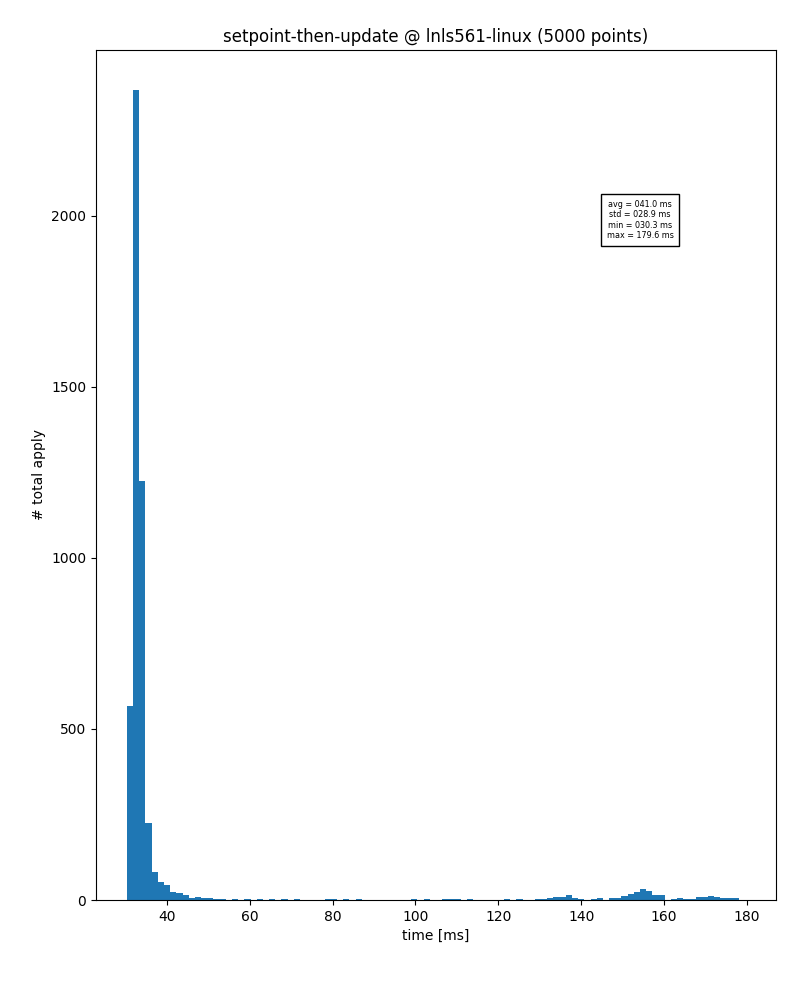 setpoint-then-update @ lnls561-linux (5000 points)
avg = 041.0 ms
std = 028.9 ms
min = 030.3 ms
max = 179.6 ms
# total apply
2000
1500
1000
500
0
40 60 80 100 120 140 160 180
time [ms]